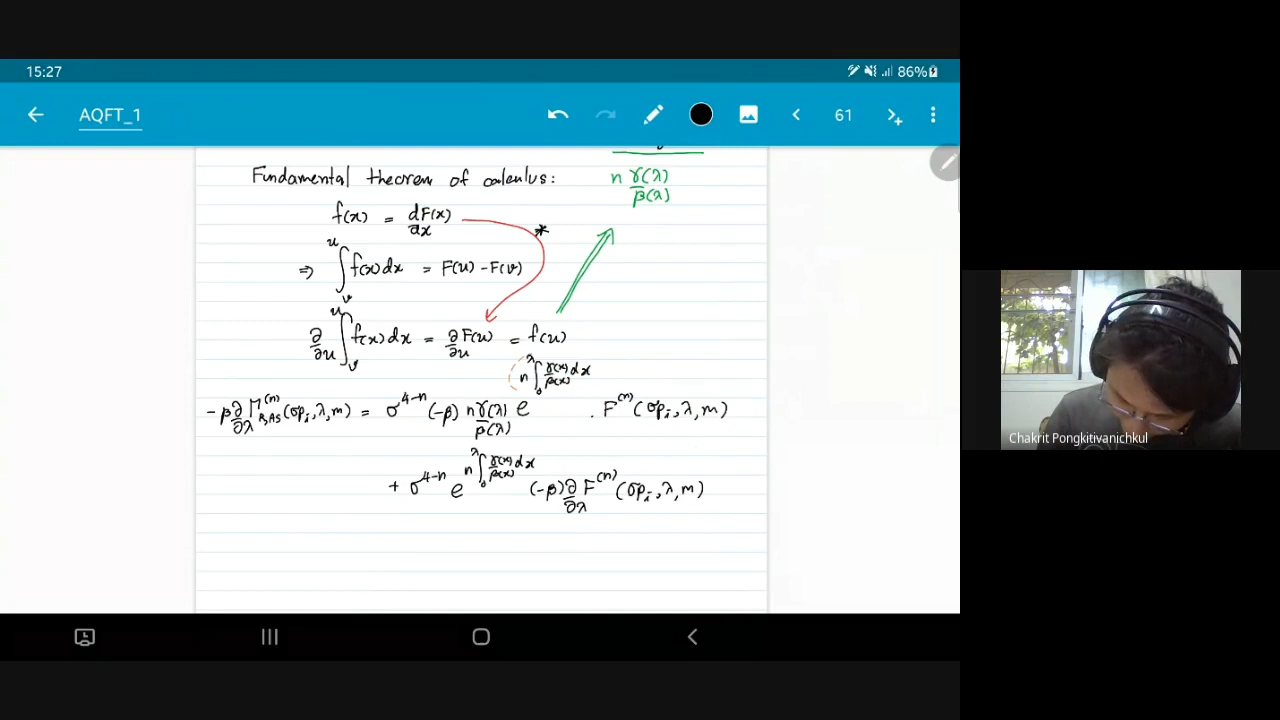 15:27 86%
AQFT_1 61
Fundamental theorem of calculus: n γ(λ)/β(λ)
f(x) = dF(x)/dx *
⇒ ∫_v^u f(x)dx = F(u) - F(v)
∂/∂u ∫_v^u f(x)dx = ∂F(u)/∂u = f(u)
-β ∂/∂λ Γ^(n)_{R,AS}(σp_i, λ, m) = σ^{4-n} (-β) n γ(λ)/β(λ) e^{n ∫_0^λ γ(x)/β(x) dx} . F^(n)(σp_i, λ, m)
+ σ^{4-n} e^{n ∫_0^λ γ(x)/β(x) dx} (-β) ∂/∂λ F^(n)(σp_i, λ, m)
Chakrit Pongkitivanichkul